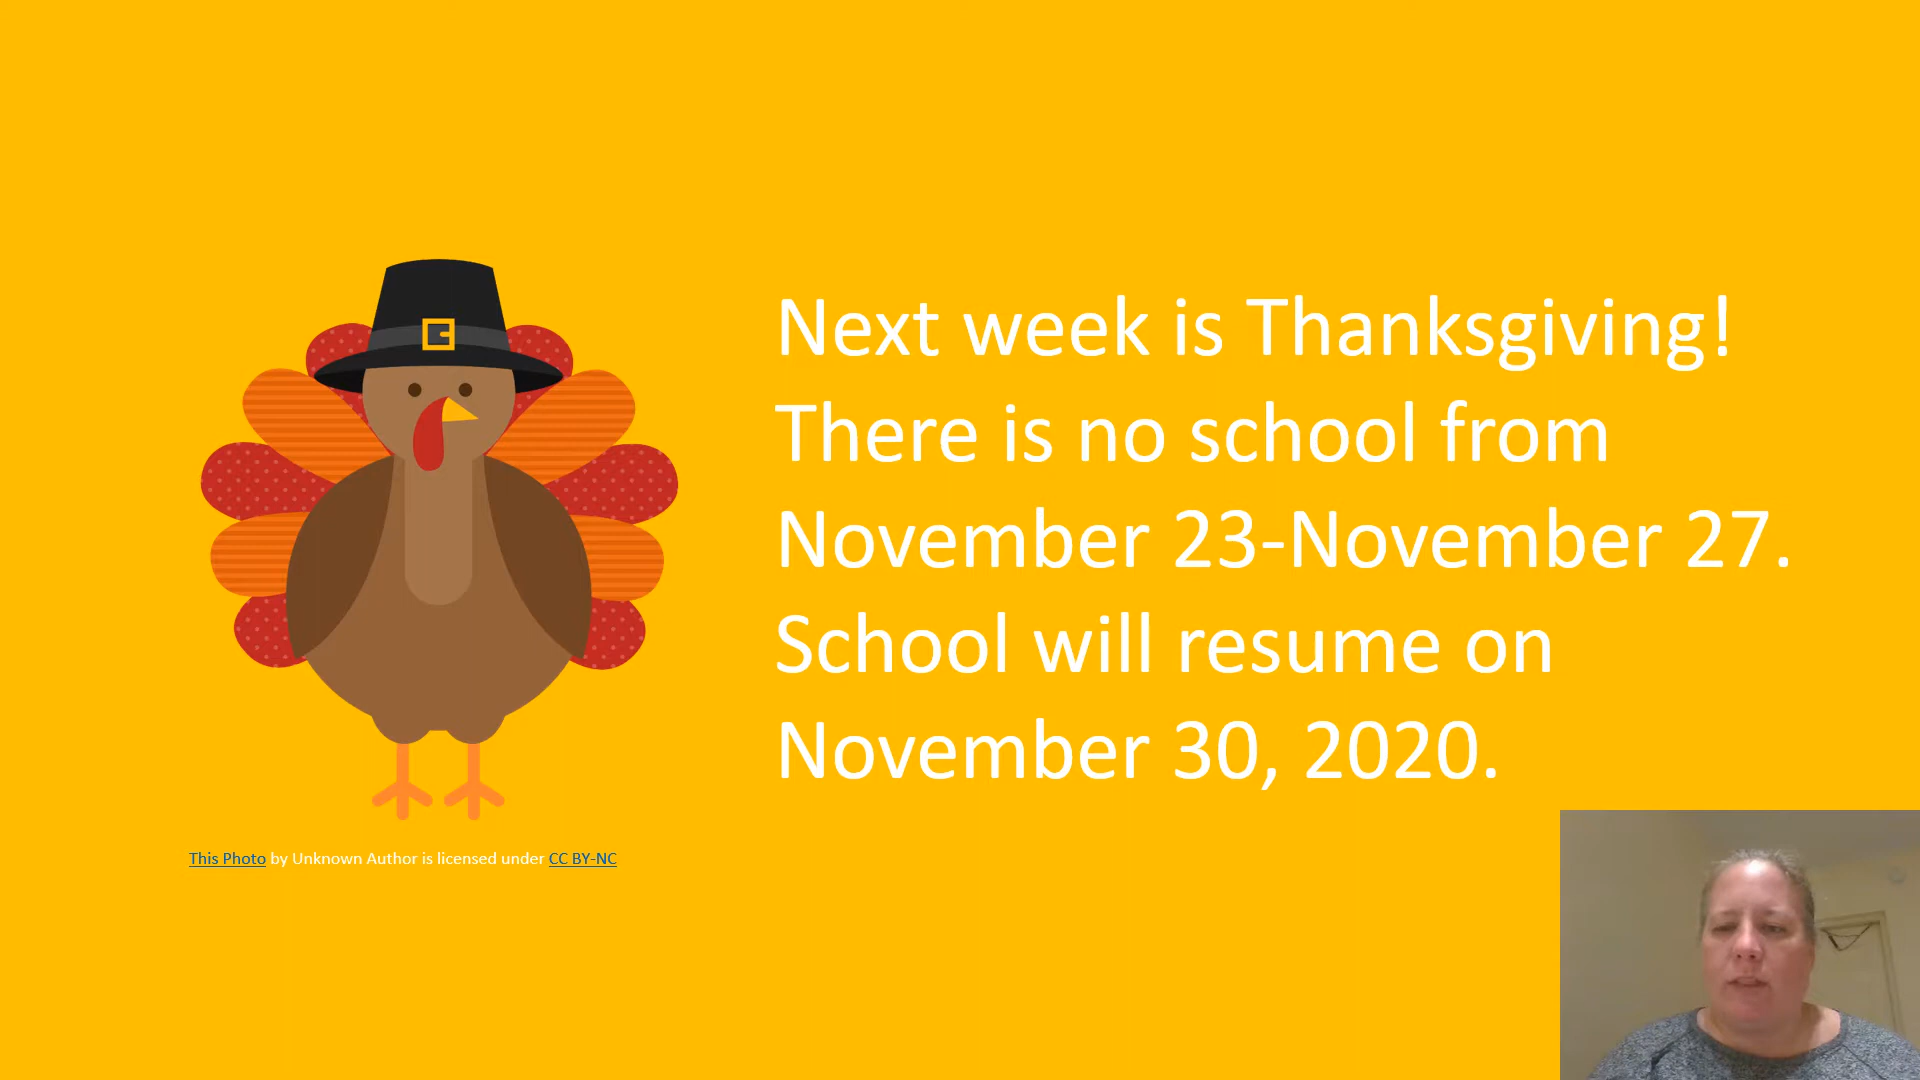 Next week is Thanksgiving!
There is no school from
November 23-November 27.
School will resume on
November 30, 2020.
This Photo by Unknown Author is licensed under CC BY-NC